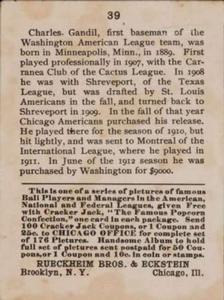 39
Charles Gandil, first baseman of the
Washington American League team, was
born in Minneapolis, Minn., in 1889. First
played professionally in 1907, with the Car-
ranea Club of the Cactus League. In 1908
he was with Shreveport, of the Texas
League, but was drafted by St. Louis
Americans in the fall, and turned back to
Shreveport in 1909. In the fall of that year
Chicago Americans purchased his release.
He played there for the season of 1910, but
hit lightly, and was sent to Montreal of the
International League, where he played in
1911. In June of the 1912 season he was
purchased by Washington for $9000.
This is one of a series of pictures of famous
Ball Players and Managers in the American,
National and Federal Leagues, given Free
with Cracker Jack, "The Famous Popcorn
Confection," one card in each package. Send
100 Cracker Jack Coupons, or 1 Coupon and
25c. to CHICAGO OFFICE for complete set
of 176 Pictures. Handsome Album to hold
full set of pictures sent postpaid for 50 Cou-
pons, or 1 Coupon and 10c. in coin or stamps.
RUECKHEIM BROS. & ECKSTEIN
Brooklyn, N. Y. Chicago, Ill.